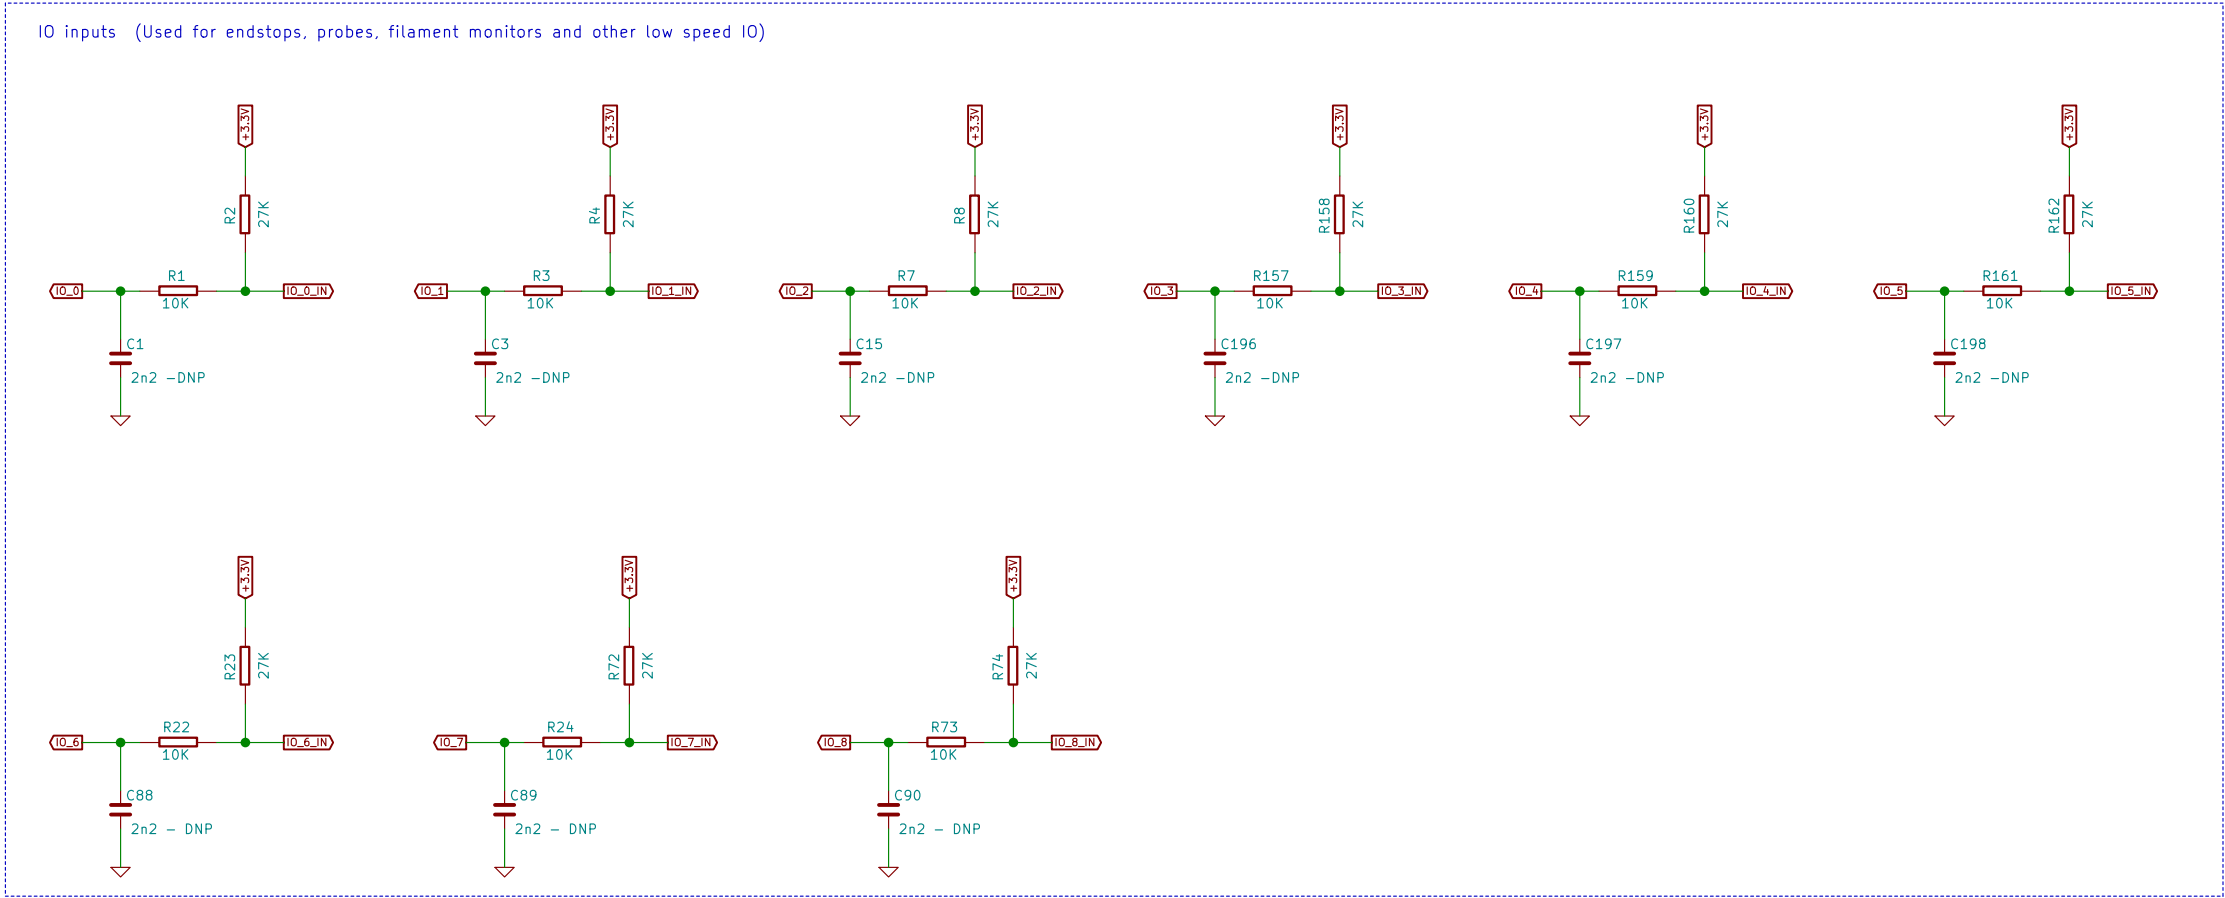 IO inputs  (Used for endstops, probes, filament monitors and other low speed IO)
+3.3V +3.3V +3.3V +3.3V +3.3V +3.3V
R2 27K R4 27K R8 27K R158 27K R160 27K R162 27K
R1 R3 R7 R157 R159 R161
IO_0 IO_0_IN IO_1 IO_1_IN IO_2 IO_2_IN IO_3 IO_3_IN IO_4 IO_4_IN IO_5 IO_5_IN
10K 10K 10K 10K 10K 10K
C1 C3 C15 C196 C197 C198
2n2 -DNP 2n2 -DNP 2n2 -DNP 2n2 -DNP 2n2 -DNP 2n2 -DNP
+3.3V +3.3V +3.3V
R23 27K R72 27K R74 27K
R22 R24 R73
IO_6 IO_6_IN IO_7 IO_7_IN IO_8 IO_8_IN
10K 10K 10K
C88 C89 C90
2n2 - DNP 2n2 - DNP 2n2 - DNP